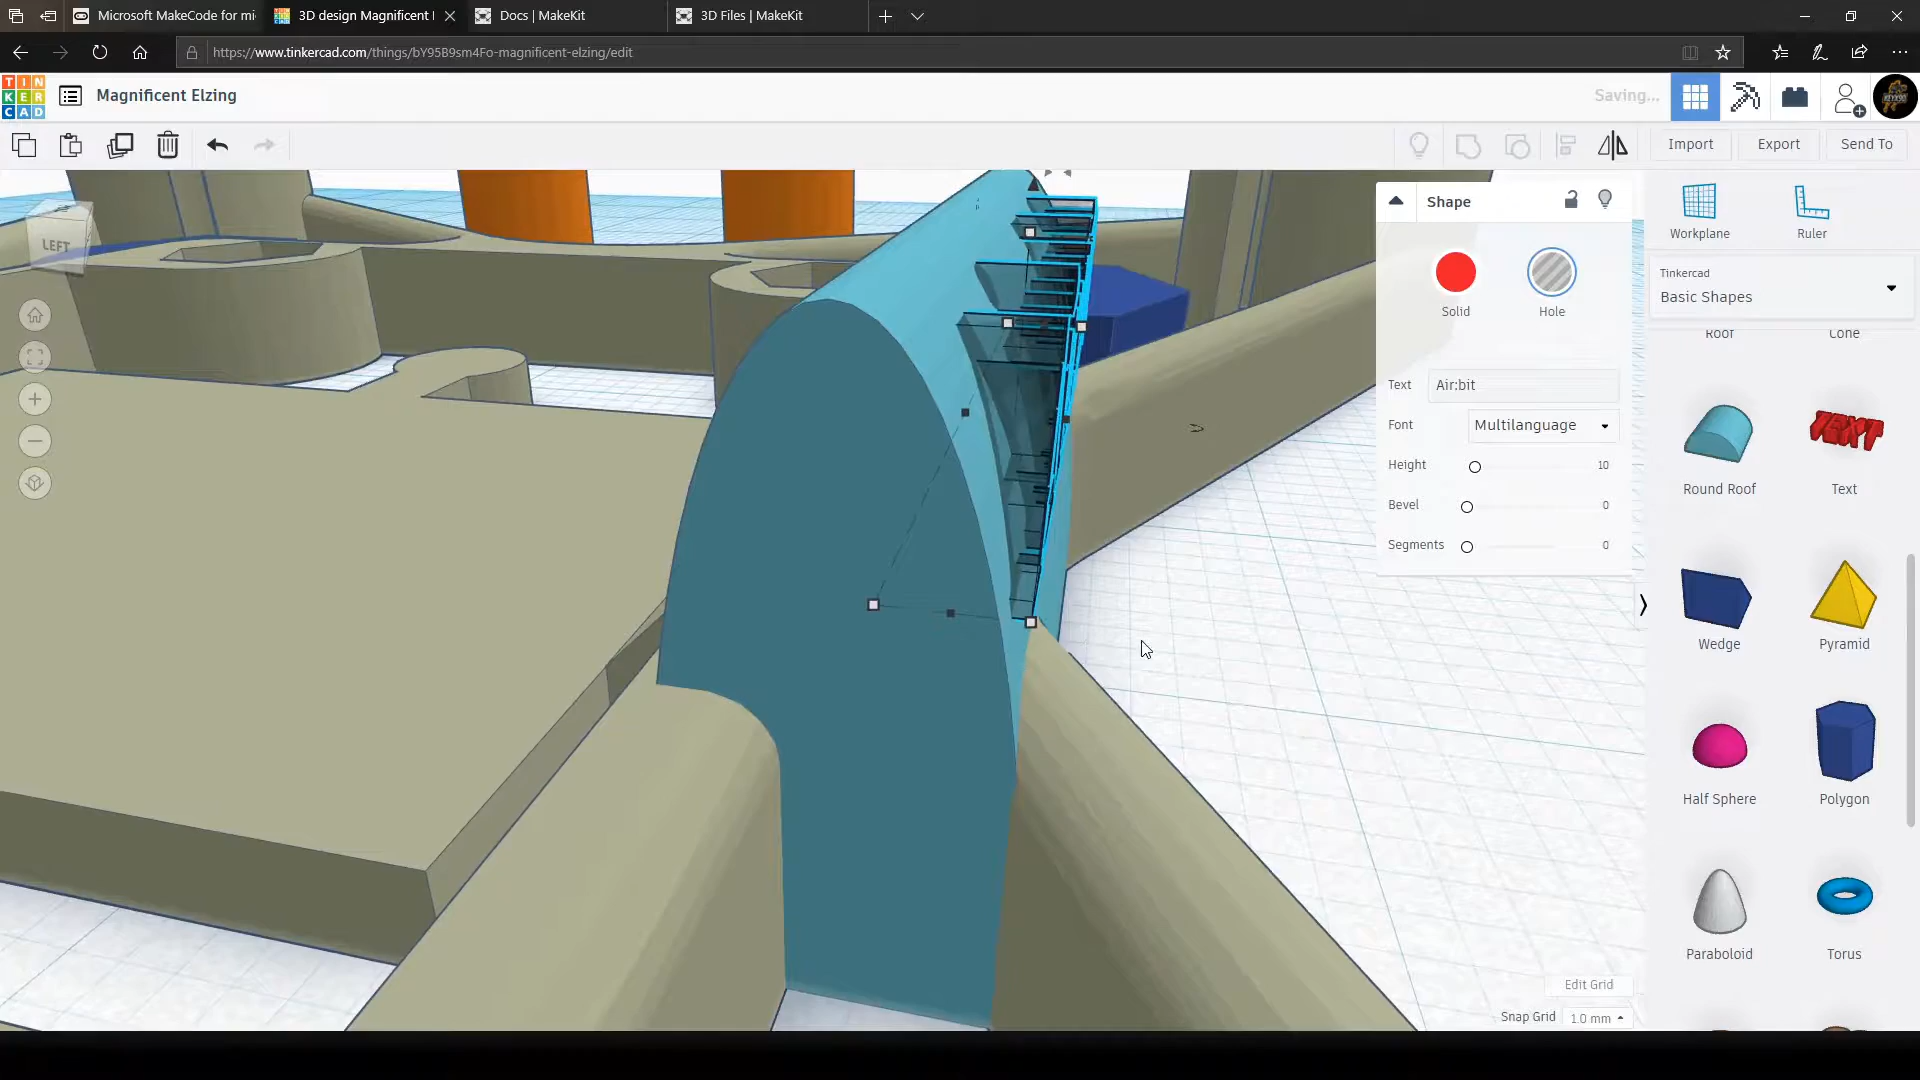 Microsoft MakeCode for mi
3D design Magnificent
Docs | MakeKit
3D Files | MakeKit
https://www.tinkercad.com/things/bY95B9sm4Fo-magnificent-elzing/edit
TIN
KER
CAD
Magnificent Elzing
Saving...
Import
Export
Send To
LEFT
Shape
Solid
Hole
Text
Air:bit
Font
Multilanguage
Height
10
Bevel
0
Segments
0
Workplane
Ruler
Tinkercad
Basic Shapes
Roof
Cone
Round Roof
TEXT
Text
Wedge
Pyramid
Half Sphere
Polygon
Paraboloid
Torus
Edit Grid
Snap Grid
1.0 mm